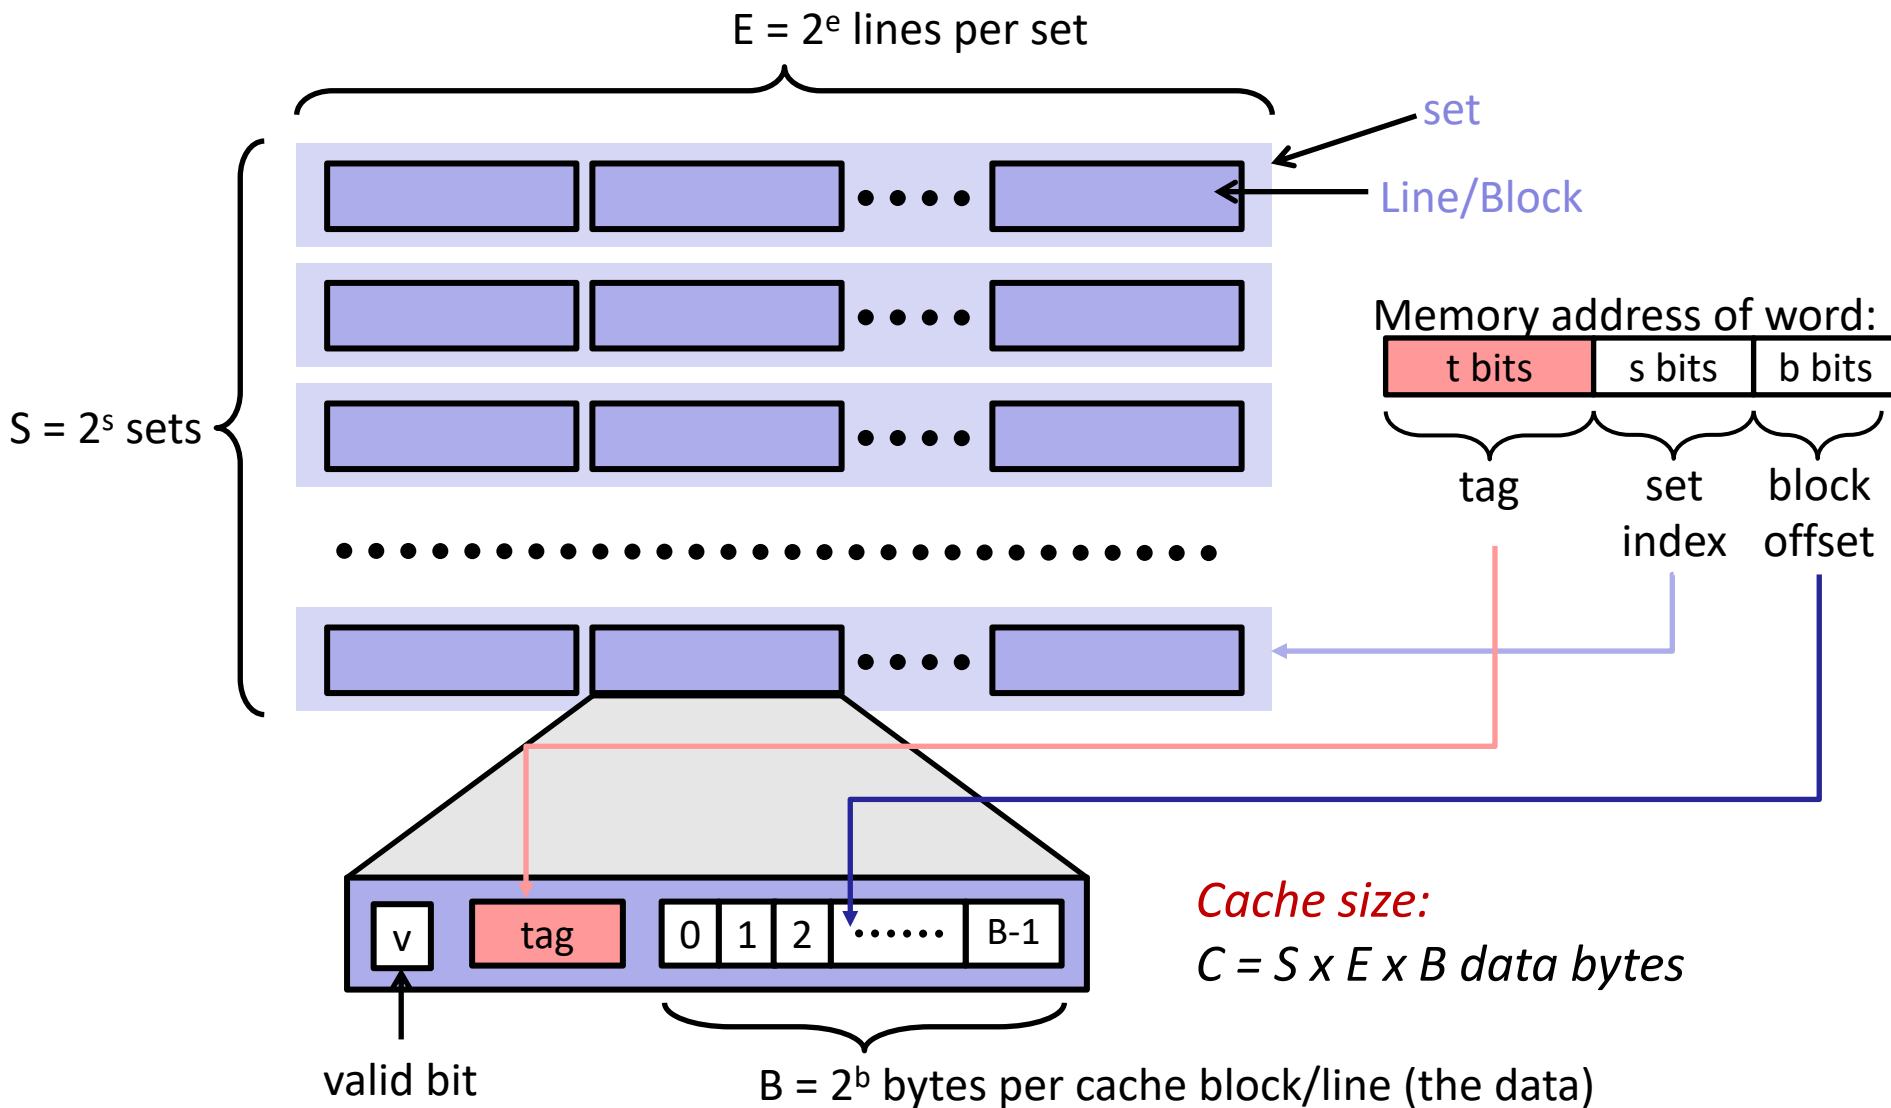 E = 2ᵉ lines per set
set
Line/Block
Memory address of word:
t bits s bits b bits
S = 2ˢ sets
tag set block
index offset
v tag 0 1 2 ...... B-1
Cache size:
C = S x E x B data bytes
valid bit
B = 2ᵇ bytes per cache block/line (the data)